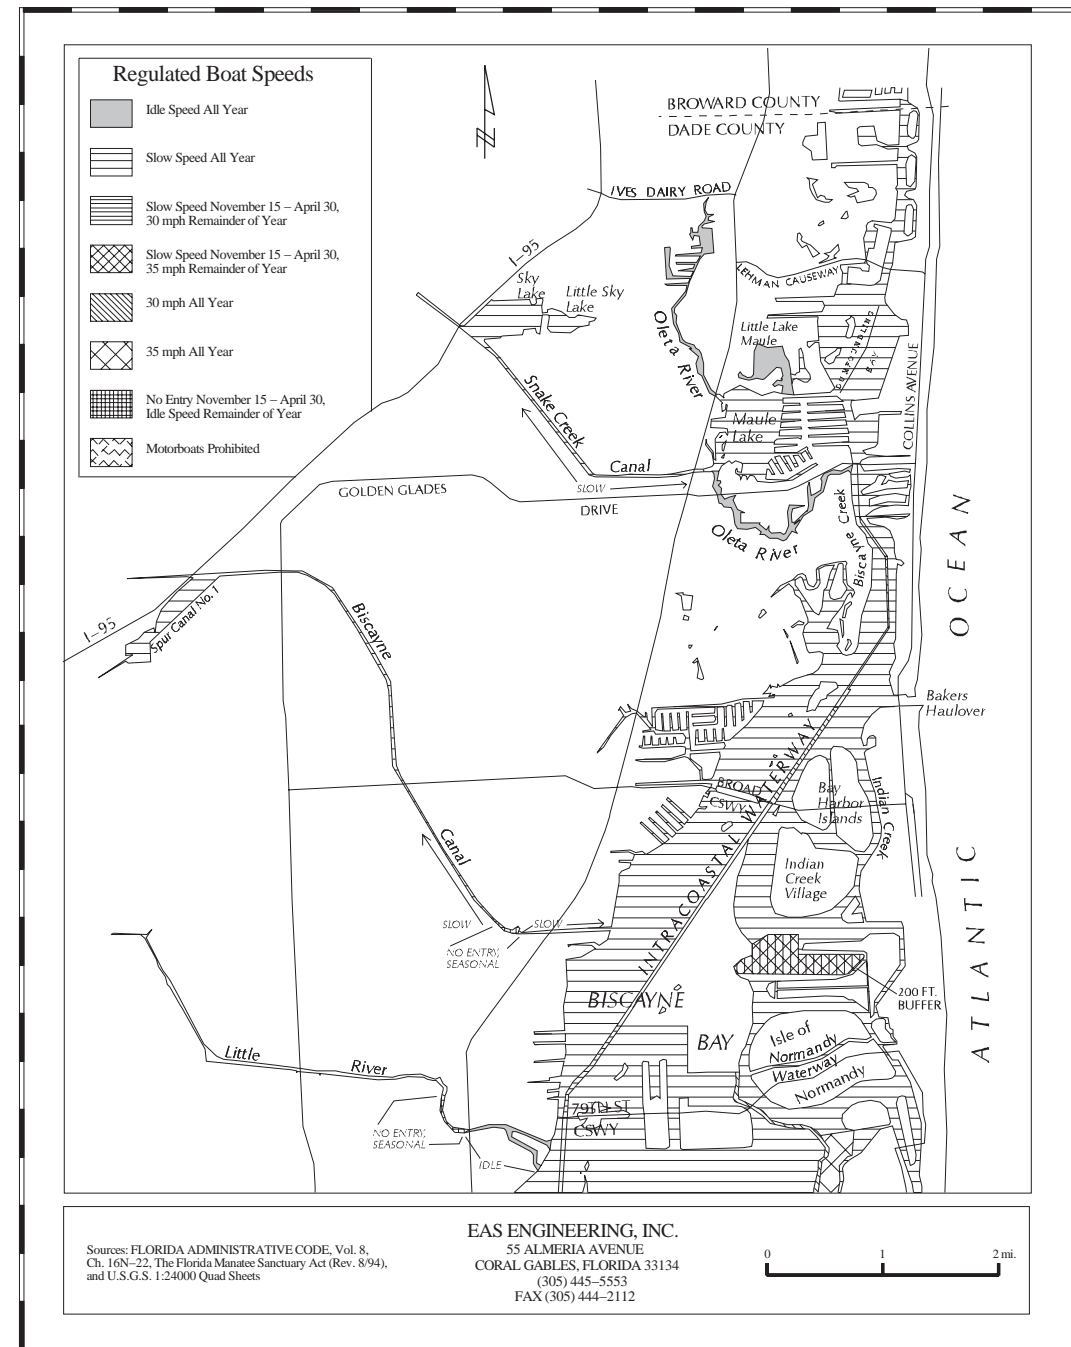 Regulated Boat Speeds
Idle Speed All Year
Slow Speed All Year
Slow Speed November 15 – April 30,
30 mph Remainder of Year
Slow Speed November 15 – April 30,
35 mph Remainder of Year
30 mph All Year
35 mph All Year
No Entry November 15 – April 30,
Idle Speed Remainder of Year
Motorboats Prohibited
N
BROWARD COUNTY
DADE COUNTY
IVES DAIRY ROAD
I–95
LEHMAN CAUSEWAY
Sky
Lake
Little Sky
Lake
Oleta River
Little Lake
Maule
DUMFOUNDLING
BAY
COLLINS AVENUE
Snake Creek
Maule
Lake
Canal
SLOW
GOLDEN GLADES
DRIVE
Oleta River
Biscayne Creek
ATLANTIC OCEAN
I–95
Spur Canal No. 1
Biscayne
Bakers
Haulover
INTRACOASTAL WATERWAY
BROAD
CSWY
Bay
Harbor
Islands
Indian Creek
Canal
Indian
Creek
Village
SLOW
SLOW
NO ENTRY,
SEASONAL
200 FT.
BUFFER
BISCAYNE
BAY
Isle of
Normandy
Waterway
Normandy
Little
River
79TH ST
CSWY
NO ENTRY,
SEASONAL
IDLE
Sources: FLORIDA ADMINISTRATIVE CODE, Vol. 8,
Ch. 16N–22, The Florida Manatee Sanctuary Act (Rev. 8/94),
and U.S.G.S. 1:24000 Quad Sheets
EAS ENGINEERING, INC.
55 ALMERIA AVENUE
CORAL GABLES, FLORIDA 33134
(305) 445–5553
FAX (305) 444–2112
0 1 2 mi.